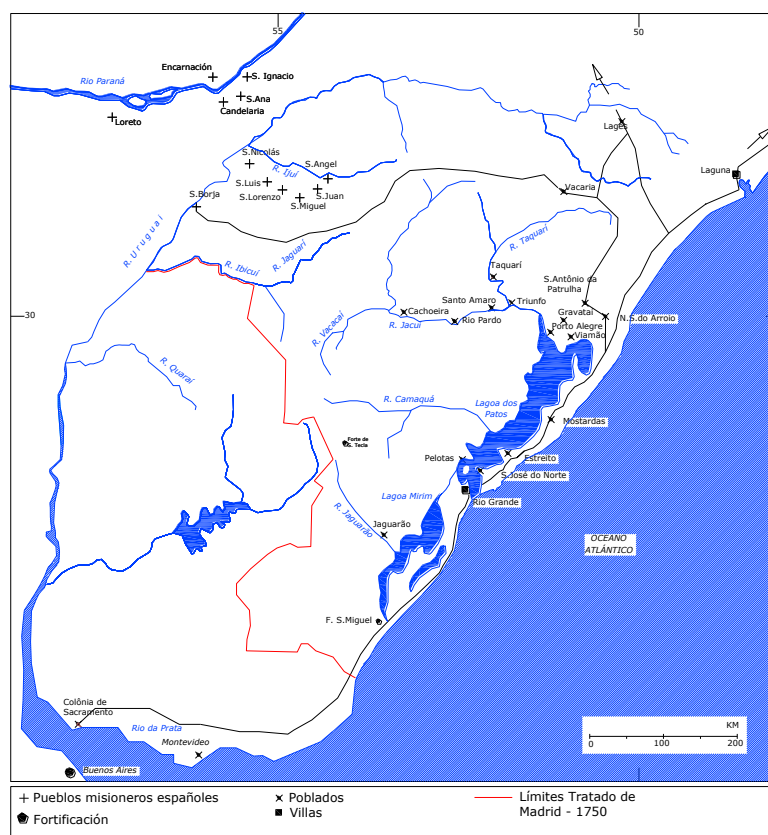 55
50
Encarnación
S. Ignacio
Rio Paraná
S.Ana
Candelaria
Loreto
Lages
S.Nicolás
R. Ijuí
S.Angel
Laguna
S.Luis
S.Lorenzo
S.Juan
S.Miguel
S.Borja
Vacaria
R. Uruguai
R. Taquarí
R. Jaguarí
R. Ibicuí
Taquarí
S.Antônio da
Patrulha
30
Cachoeira
Santo Amaro
Triunfo
Gravatai
N.S.do Arroio
R. Vacacaí
R. Jacuí
Rio Pardo
Porto Alegre
Viamão
R. Quaraí
R. Camaquã
Lagoa dos
Patos
Mostardas
Forte de
S. Tecla
Pelotas
Estreito
S.José do Norte
Lagoa Mirim
Rio Grande
R. Jaguarão
Jaguarão
OCEANO
ATLÁNTICO
F. S.Miguel
Colônia de
Sacramento
Rio da Prata
Montevideo
Buenos Aires
KM
0 100 200
Pueblos misioneros españoles
Fortificación
Poblados
Villas
Límites Tratado de
Madrid - 1750